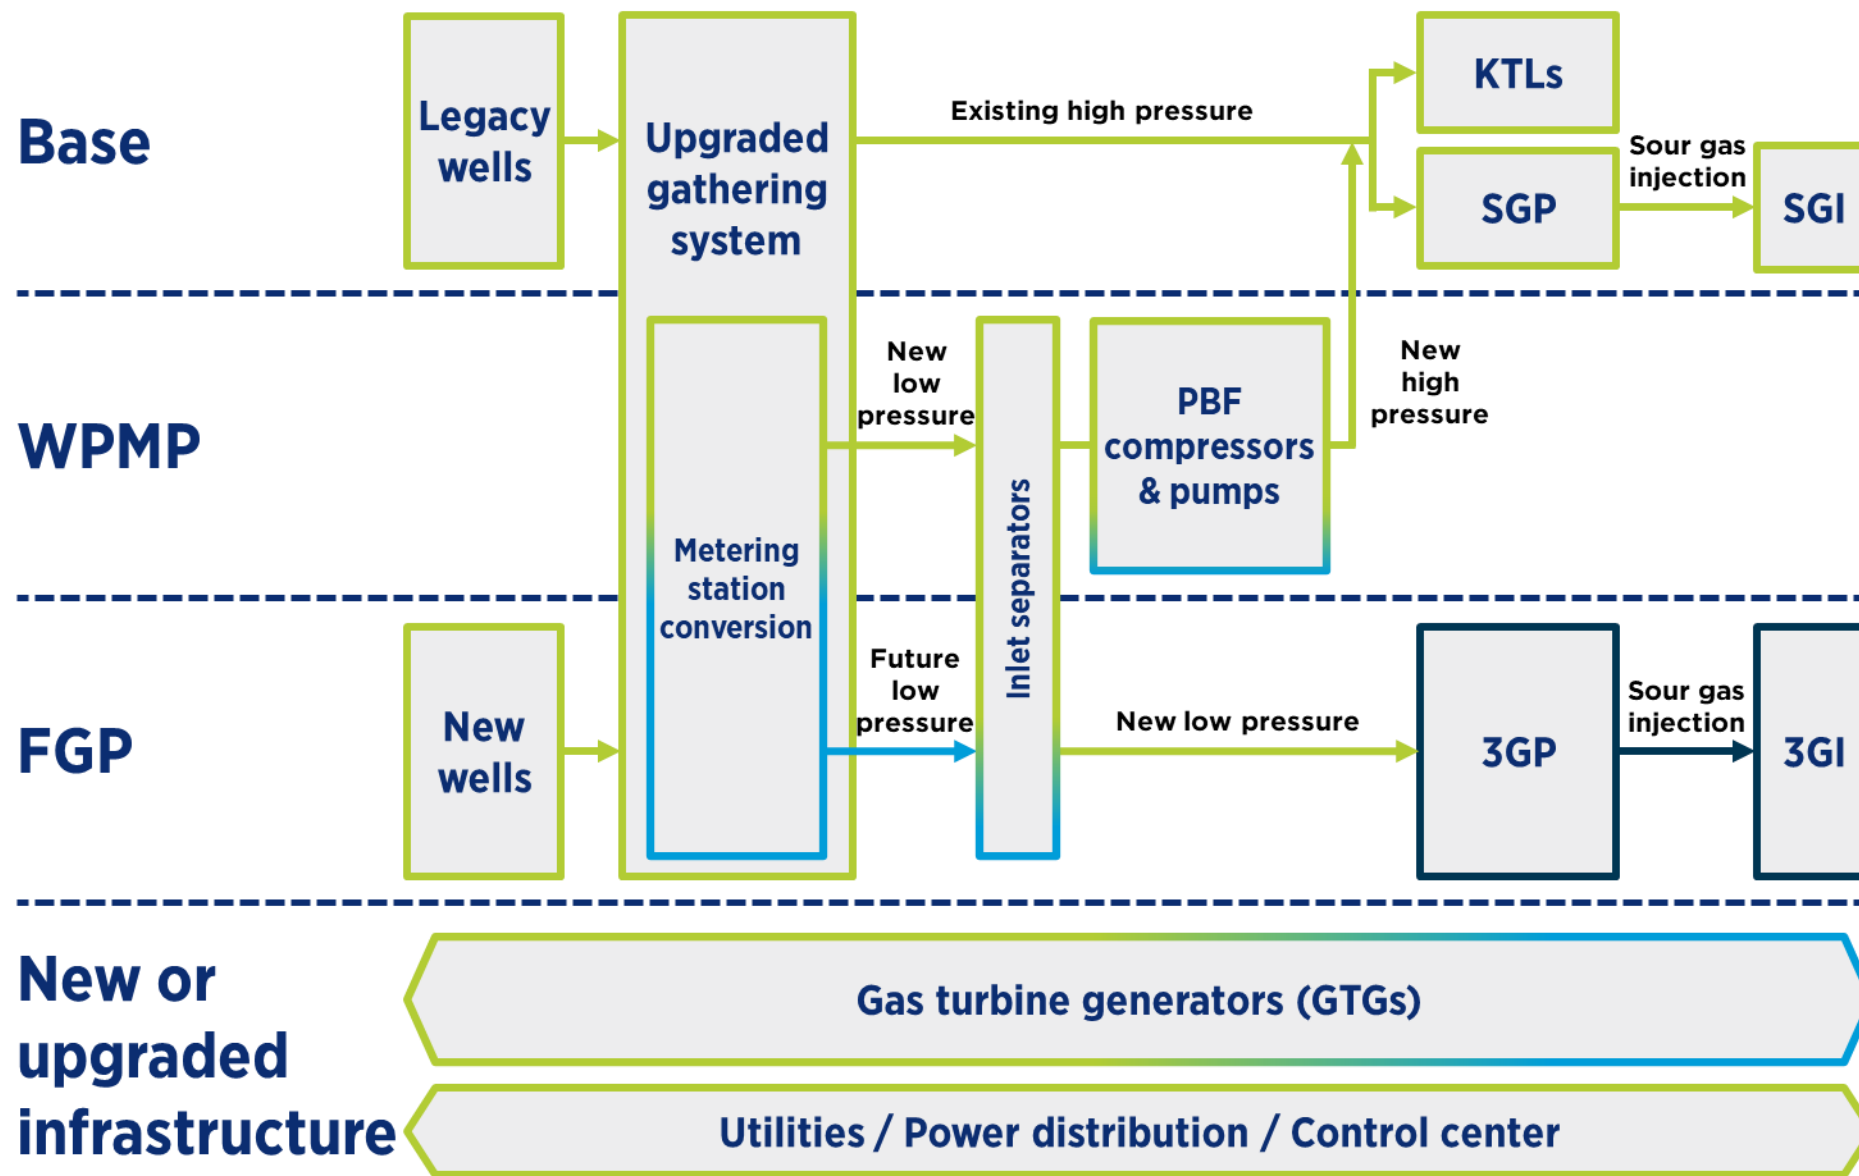 Base
Legacy
wells
Upgraded
gathering
system
Existing high pressure
KTLs
SGP
Sour gas
injection
SGI
WPMP
New
low
pressure
PBF
compressors
& pumps
New
high
pressure
Metering
station
conversion
Inlet separators
FGP
New
wells
Future
low
pressure
New low pressure
3GP
Sour gas
injection
3GI
New or
upgraded
infrastructure
Gas turbine generators (GTGs)
Utilities / Power distribution / Control center